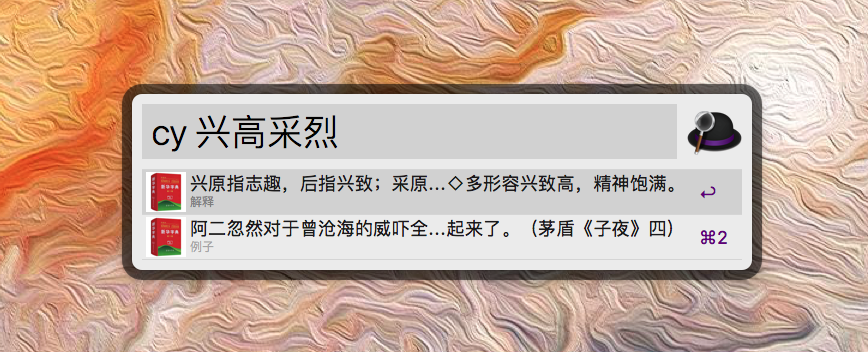 cy 兴高采烈
兴原指志趣，后指兴致；采原...◇多形容兴致高，精神饱满。
↩
解释
阿二忽然对于曾沧海的威吓全...起来了。（茅盾《子夜》四）
⌘2
例子